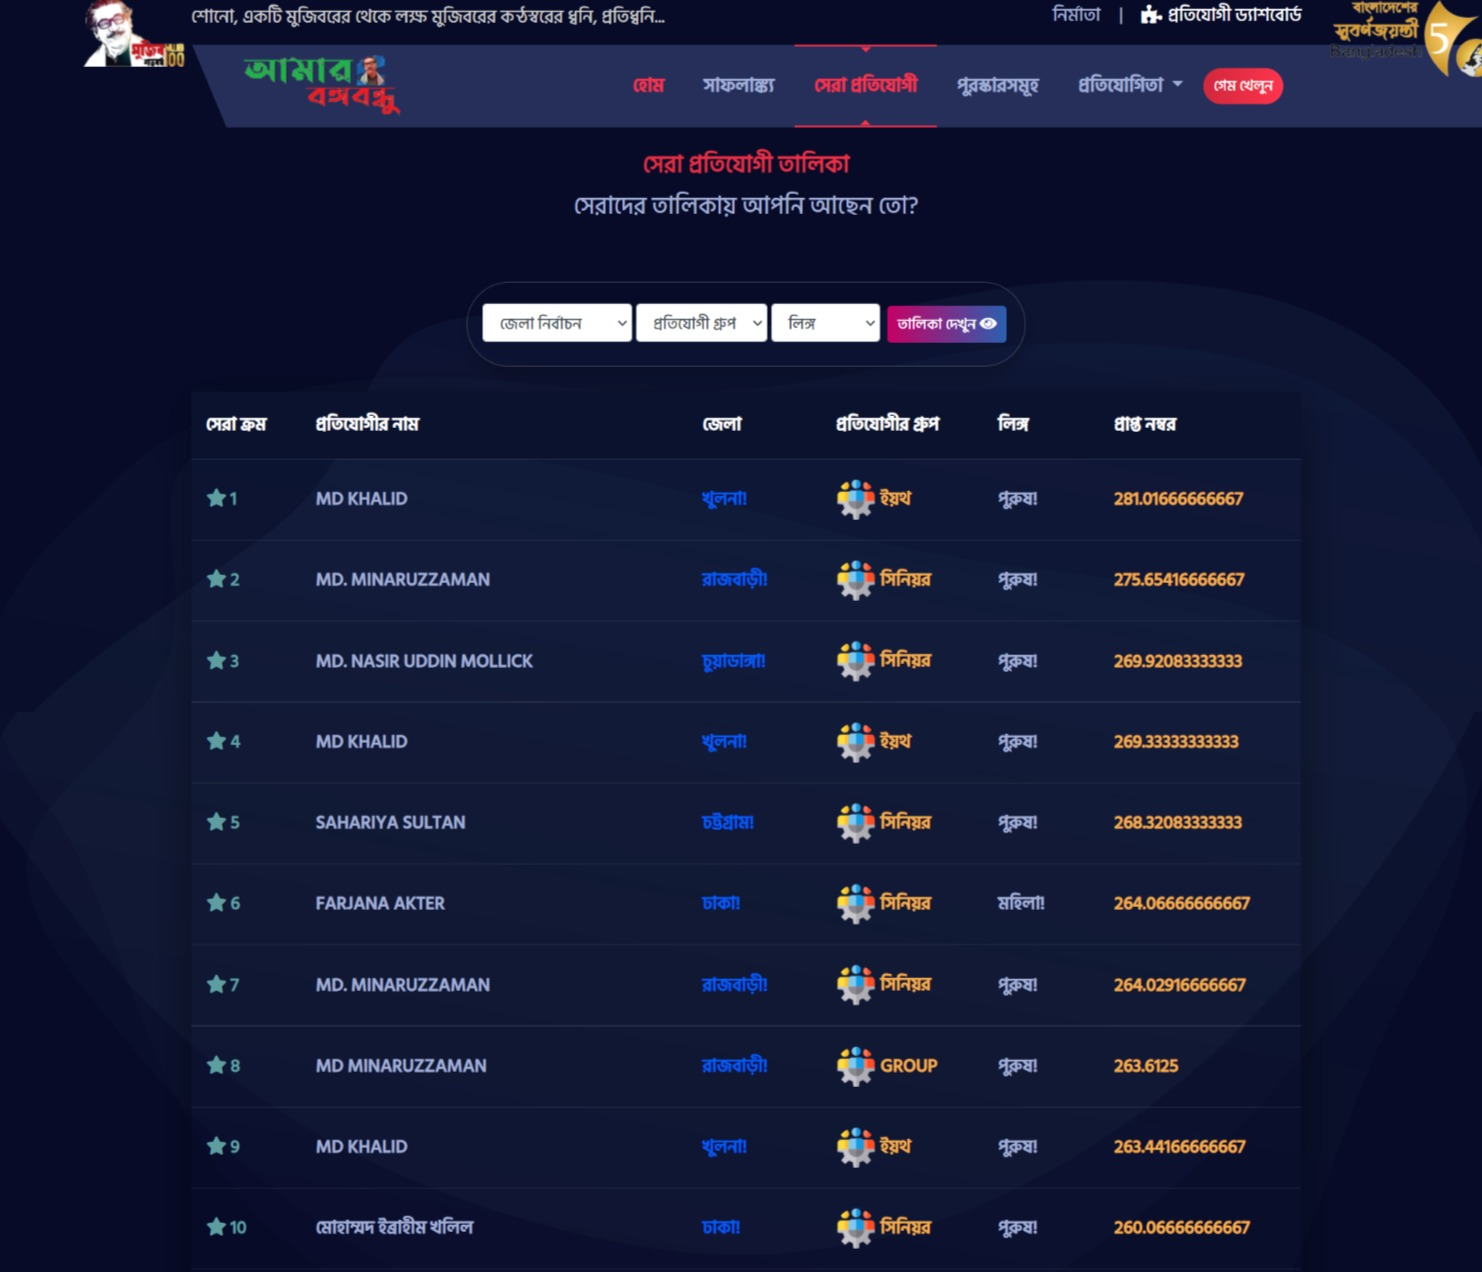 শোনো, একটি মুজিবরের থেকে লক্ষ মুজিবরের কণ্ঠস্বরের ধ্বনি, প্রতিধ্বনি...
নির্মাতা | প্রতিযোগী ড্যাশবোর্ড
বাংলাদেশের
সুবর্ণজয়ন্তী
Bangladesh
5
মুজিব
100
আমার
বঙ্গবন্ধু
হোম সাফল্যাঙ্ক সেরা প্রতিযোগী পুরস্কারসমূহ প্রতিযোগিতা গেম খেলুন
সেরা প্রতিযোগী তালিকা
সেরাদের তালিকায় আপনি আছেন তো?
জেলা নির্বাচন প্রতিযোগী গ্রুপ লিঙ্গ তালিকা দেখুন
সেরা ক্রম প্রতিযোগীর নাম জেলা প্রতিযোগীর গ্রুপ লিঙ্গ প্রাপ্ত নম্বর
1 MD KHALID খুলনা! ইয়থ পুরুষ! 281.01666666667
2 MD. MINARUZZAMAN রাজবাড়ী! সিনিয়র পুরুষ! 275.65416666667
3 MD. NASIR UDDIN MOLLICK চুয়াডাঙ্গা! সিনিয়র পুরুষ! 269.92083333333
4 MD KHALID খুলনা! ইয়থ পুরুষ! 269.33333333333
5 SAHARIYA SULTAN চট্টগ্রাম! সিনিয়র পুরুষ! 268.32083333333
6 FARJANA AKTER ঢাকা! সিনিয়র মহিলা! 264.06666666667
7 MD. MINARUZZAMAN রাজবাড়ী! সিনিয়র পুরুষ! 264.02916666667
8 MD MINARUZZAMAN রাজবাড়ী! GROUP পুরুষ! 263.6125
9 MD KHALID খুলনা! ইয়থ পুরুষ! 263.44166666667
10 মোহাম্মদ ইব্রাহীম খলিল ঢাকা! সিনিয়র পুরুষ! 260.06666666667